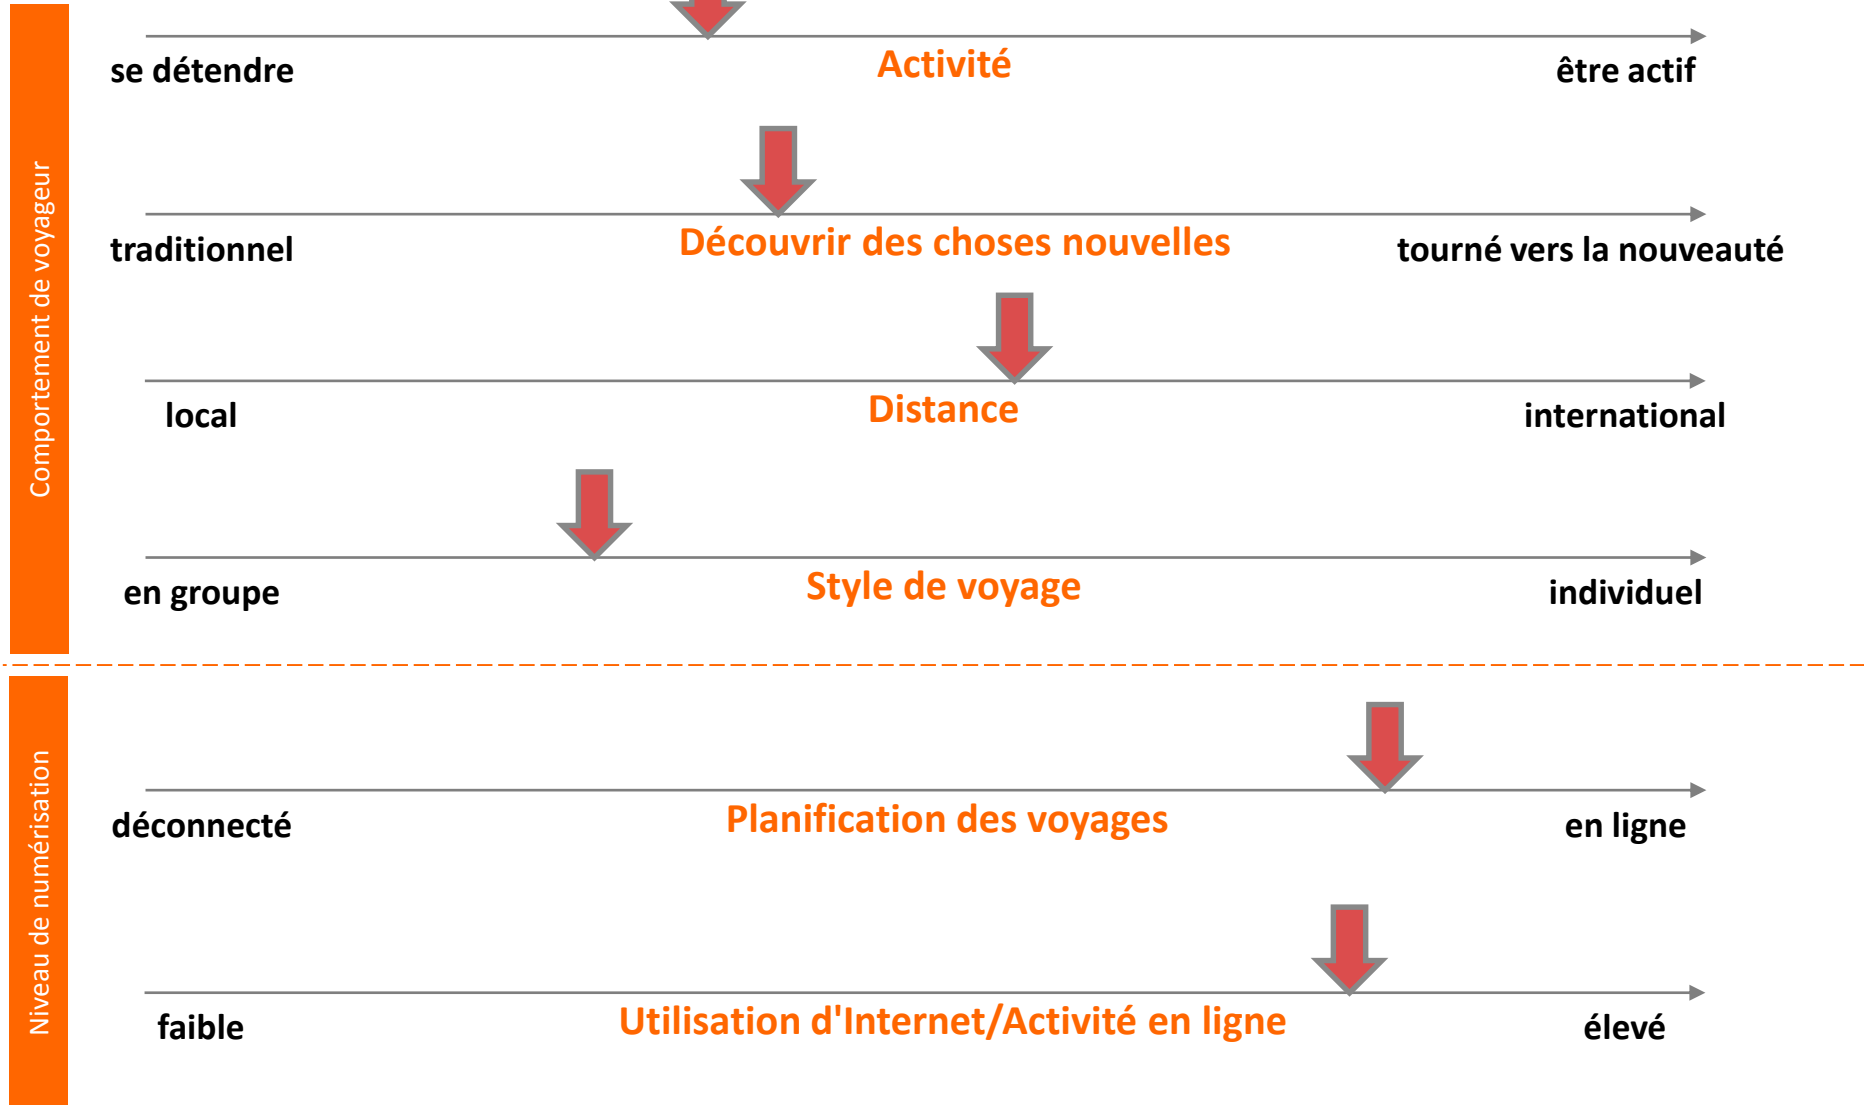 Comportement de voyageur
se détendre
Activité
être actif
traditionnel
Découvrir des choses nouvelles
tourné vers la nouveauté
local
Distance
international
en groupe
Style de voyage
individuel
Niveau de numérisation
déconnecté
Planification des voyages
en ligne
faible
Utilisation d'Internet/Activité en ligne
élevé